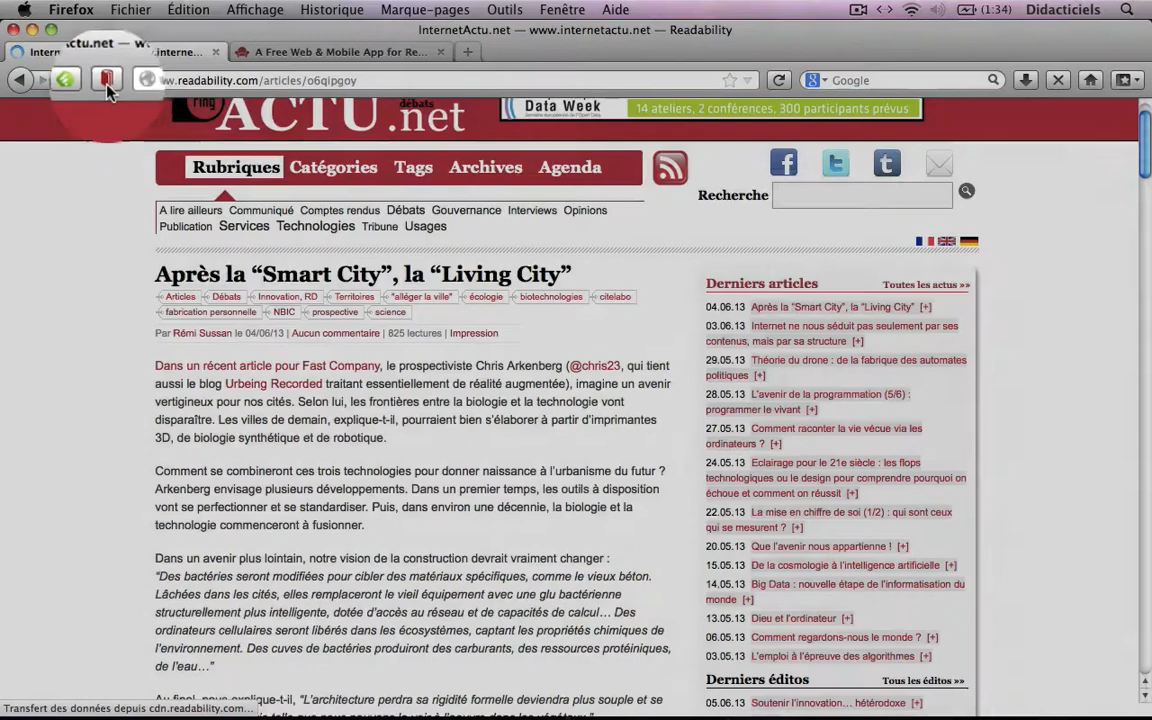 Firefox Fichier Édition Affichage Historique Marque-pages Outils Fenêtre Aide (1:34) Didacticiels
InternetActu.net — www.internetactu.net — Readability
ctu.net — w
Intern
.interne... × A Free Web & Mobile App for Re... × +
w.readability.com/articles/o6qipgoy
Google
ring ACTU.net débats
Data Week 14 ateliers, 2 conférences, 300 participants prévus
Rubriques Catégories Tags Archives Agenda
Recherche
A lire ailleurs Communiqué Comptes rendus Débats Gouvernance Interviews Opinions
Publication Services Technologies Tribune Usages
Après la “Smart City”, la “Living City”
Articles Débats Innovation, RD Territoires "alléger la ville" écologie biotechnologies citelabo
fabrication personnelle NBIC prospective science
Par Rémi Sussan le 04/06/13 | Aucun commentaire | 825 lectures | Impression
Dans un récent article pour Fast Company, le prospectiviste Chris Arkenberg (@chris23, qui tient
aussi le blog Urbeing Recorded traitant essentiellement de réalité augmentée), imagine un avenir
vertigineux pour nos cités. Selon lui, les frontières entre la biologie et la technologie vont
disparaître. Les villes de demain, explique-t-il, pourraient bien s’élaborer à partir d’imprimantes
3D, de biologie synthétique et de robotique.
Comment se combineront ces trois technologies pour donner naissance à l’urbanisme du futur ?
Arkenberg envisage plusieurs développements. Dans un premier temps, les outils à disposition
vont se perfectionner et se standardiser. Puis, dans environ une décennie, la biologie et la
technologie commenceront à fusionner.
Dans un avenir plus lointain, notre vision de la construction devrait vraiment changer :
“Des bactéries seront modifiées pour cibler des matériaux spécifiques, comme le vieux béton.
Lâchées dans les cités, elles remplaceront le vieil équipement avec une glu bactérienne
structurellement plus intelligente, dotée d’accès au réseau et de capacités de calcul… Des
ordinateurs cellulaires seront libérés dans les écosystèmes, captant les propriétés chimiques de
l’environnement. Des cuves de bactéries produiront des carburants, des ressources protéiniques,
de l’eau…”
Au final, nous explique-t-il, “L’architecture perdra sa rigidité formelle deviendra plus souple et se
Derniers articles Toutes les actus »»
04.06.13 Après la “Smart City”, la “Living City” [+]
03.06.13 Internet ne nous séduit pas seulement par ses
contenus, mais par sa structure [+]
29.05.13 Théorie du drone : de la fabrique des automates
politiques [+]
28.05.13 L’avenir de la programmation (5/6) :
programmer le vivant [+]
27.05.13 Comment raconter la vie vécue via les
ordinateurs ? [+]
24.05.13 Eclairage pour le 21e siècle : les flops
technologiques ou le design pour comprendre pourquoi on
échoue et comment on réussit [+]
22.05.13 La mise en chiffre de soi (1/2) : qui sont ceux
qui se mesurent ? [+]
20.05.13 Que l’avenir nous appartienne ! [+]
15.05.13 De la cosmologie à l’intelligence artificielle [+]
14.05.13 Big Data : nouvelle étape de l’informatisation du
monde [+]
13.05.13 Dieu et l’ordinateur [+]
06.05.13 Comment regardons-nous le monde ? [+]
03.05.13 L’emploi à l’épreuve des algorithmes [+]
Derniers éditos Tous les éditos »»
05.06.13 Soutenir l’innovation… hétérodoxe [+]
Transfert des données depuis cdn.readability.com...